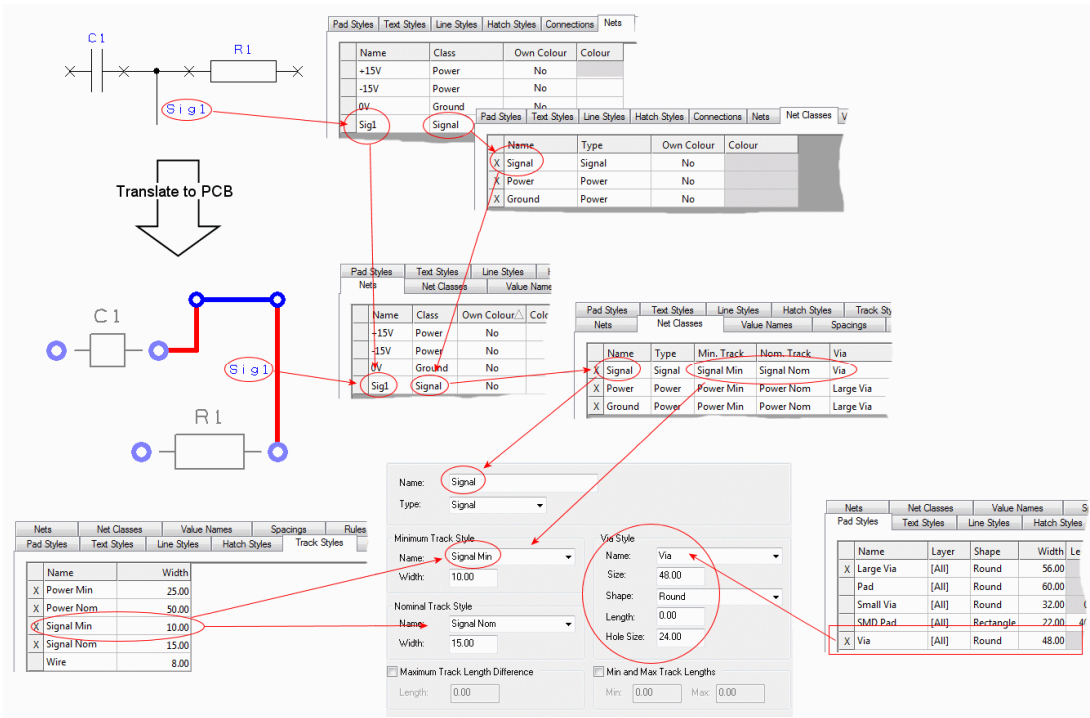 C1
R1
Sig1
Translate to PCB
Pad Styles Text Styles Line Styles Hatch Styles Connections Nets
Name Class Own Colour Colour
+15V Power No
-15V Power No
0V Ground No
Sig1 Signal
Pad Styles Text Styles Line Styles Hatch Styles Connections Nets Net Classes V
Name Type Own Colour Colour
X Signal Signal No
X Power Power No
X Ground Power No
C1
Sig1
R1
Pad Styles Text Styles Line Styles
Nets Net Classes Value Name
Name Class Own Colour Colo
+15V Power No
-15V Power No
0V Ground No
Sig1 Signal No
Pad Styles Text Styles Line Styles Hatch Styles Track Sty
Nets Net Classes Value Names Spacings
Name Type Min. Track Nom. Track Via
X Signal Signal Signal Min Signal Nom Via
X Power Power Power Min Power Nom Large Via
X Ground Power Power Min Power Nom Large Via
Name: Signal
Type: Signal
Minimum Track Style
Name: Signal Min
Width: 10.00
Nominal Track Style
Name: Signal Nom
Width: 15.00
Maximum Track Length Difference
Length: 0.00
Via Style
Name: Via
Size: 48.00
Shape: Round
Length: 0.00
Hole Size: 24.00
Min and Max Track Lengths
Min: 0.00 Max: 0.00
Nets Net Classes Value Names Spacings Rules
Pad Styles Text Styles Line Styles Hatch Styles Track Styles
Name Width
X Power Min 25.00
X Power Nom 50.00
X Signal Min 10.00
X Signal Nom 15.00
Wire 8.00
Nets Net Classes Value Names S
Pad Styles Text Styles Line Styles Hatch Styles
Name Layer Shape Width Le
X Large Via [All] Round 56.00
Pad [All] Round 60.00
Small Via [All] Round 32.00
SMD Pad [All] Rectangle 22.00
X Via [All] Round 48.00